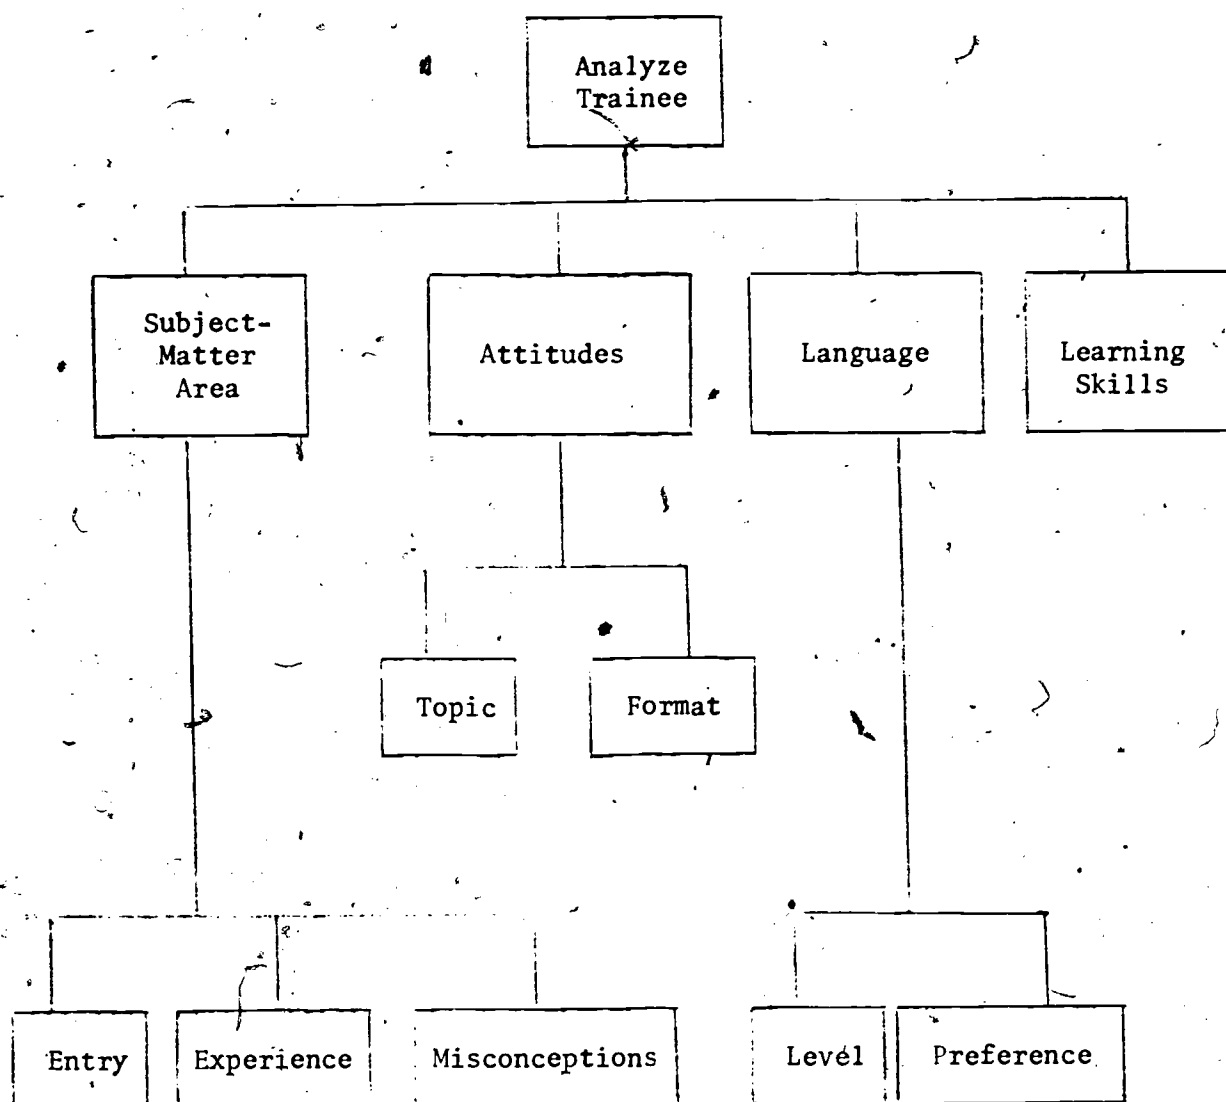 Analyze
Trainee
Subject-
Matter
Area
Attitudes
Language
Learning
Skills
Topic
Format
Entry
Experience
Misconceptions
Level
Preference